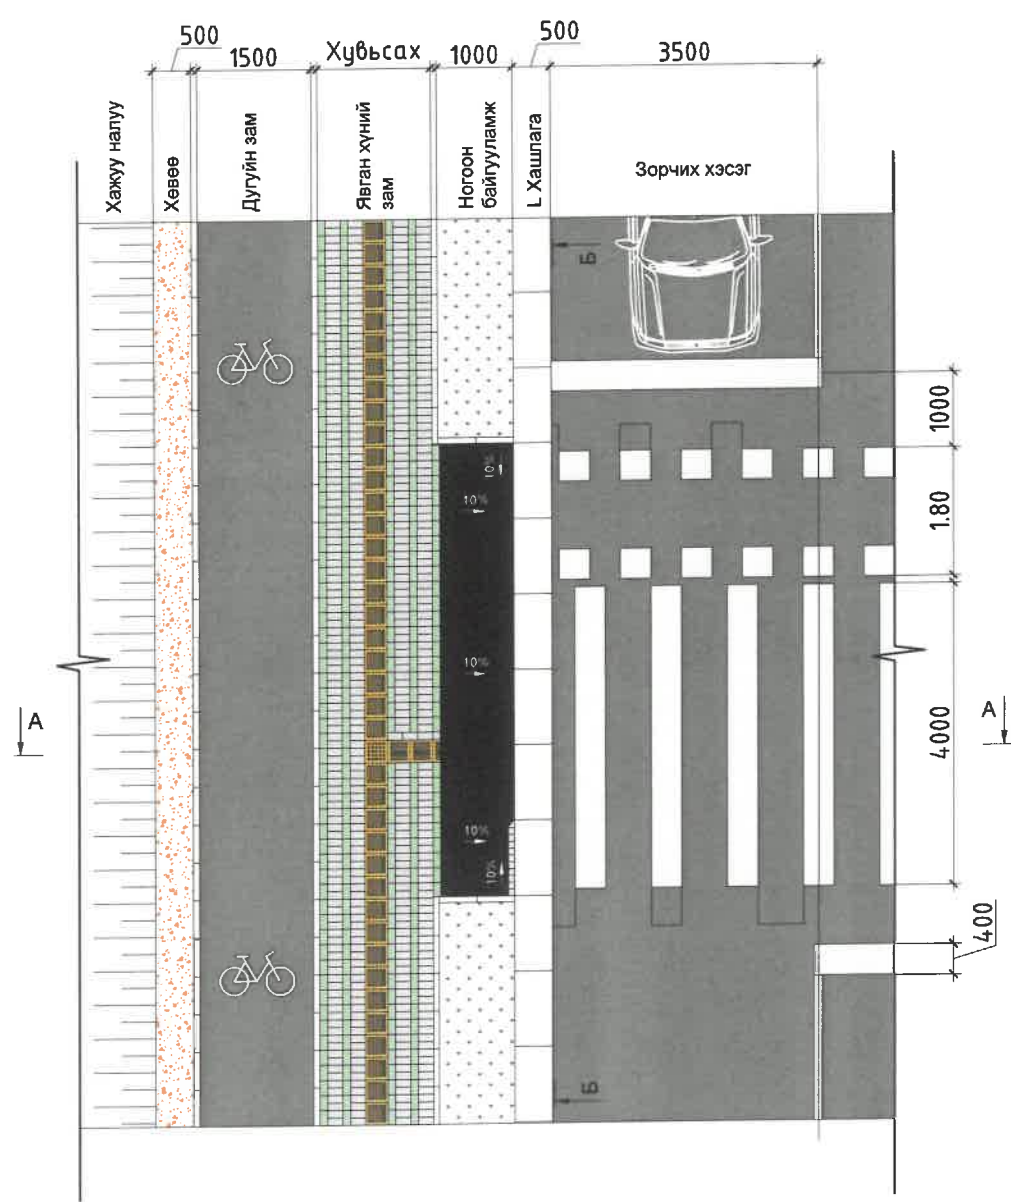 500
1500
Хувьсах
1000
500
3500
Хажуу налуу
Хөвөө
Дугуйн зам
Явган хүний
зам
Ногоон
байгууламж
L Хашлага
Зорчих хэсэг
Б
1000
10%
10%
1.80
10%
А
А
4000
10%
10%
400
Б